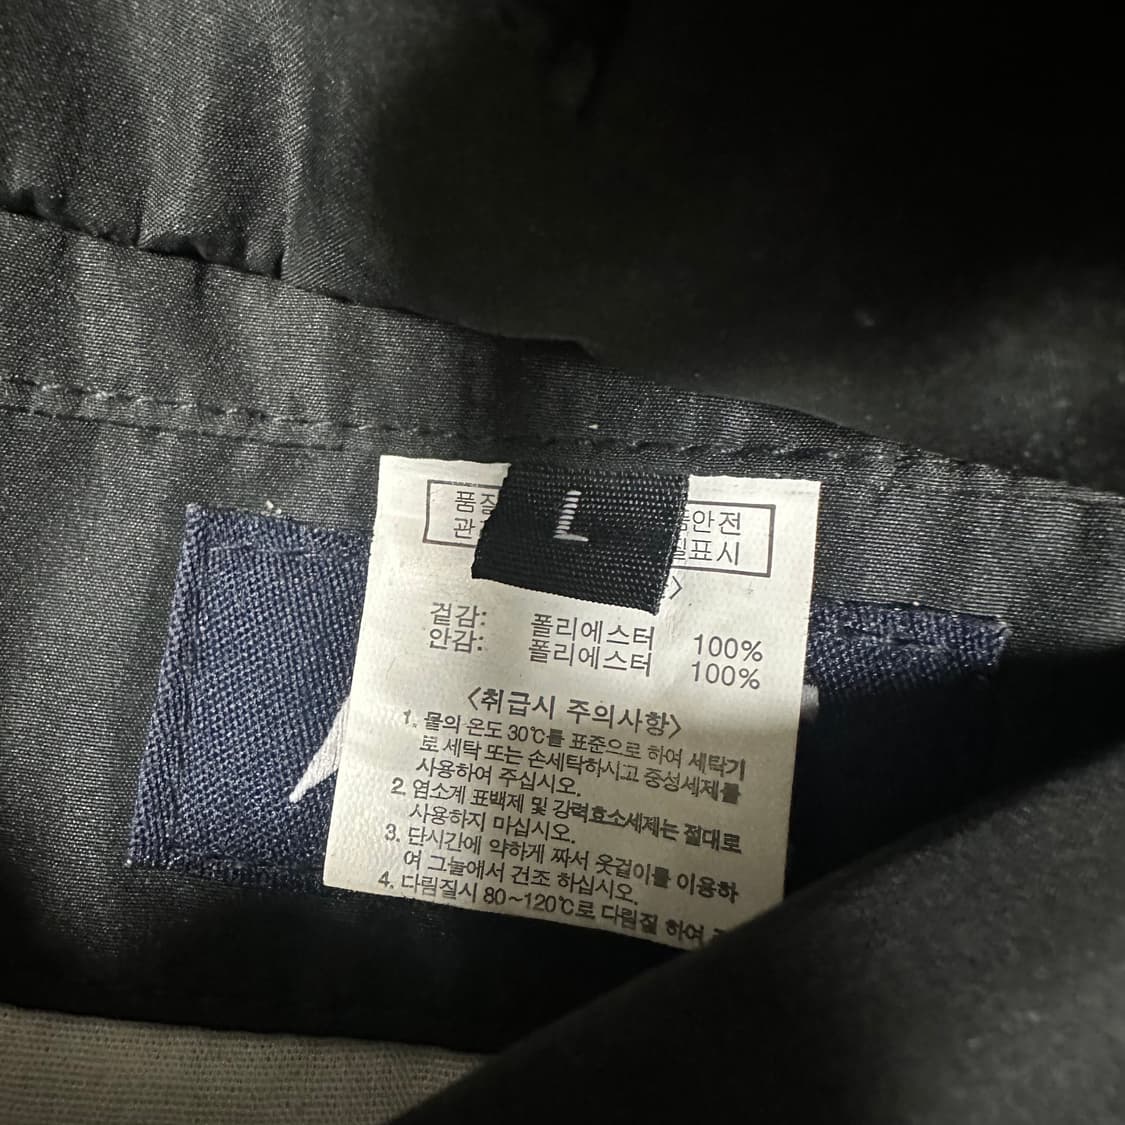 L
안전
표시
겉감: 폴리에스터 100%
안감: 폴리에스터 100%
<취급시 주의사항>
1. 물의 온도 30℃를 표준으로 하여 세탁기
로 세탁 또는 손세탁하시고 중성세제를
사용하여 주십시오.
2. 염소계 표백제 및 강력효소세제는 절대로
사용하지 마십시오.
3. 단시간에 약하게 짜서 옷걸이를 이용하
여 그늘에서 건조 하십시오.
4. 다림질시 80~120℃로 다림질 하여